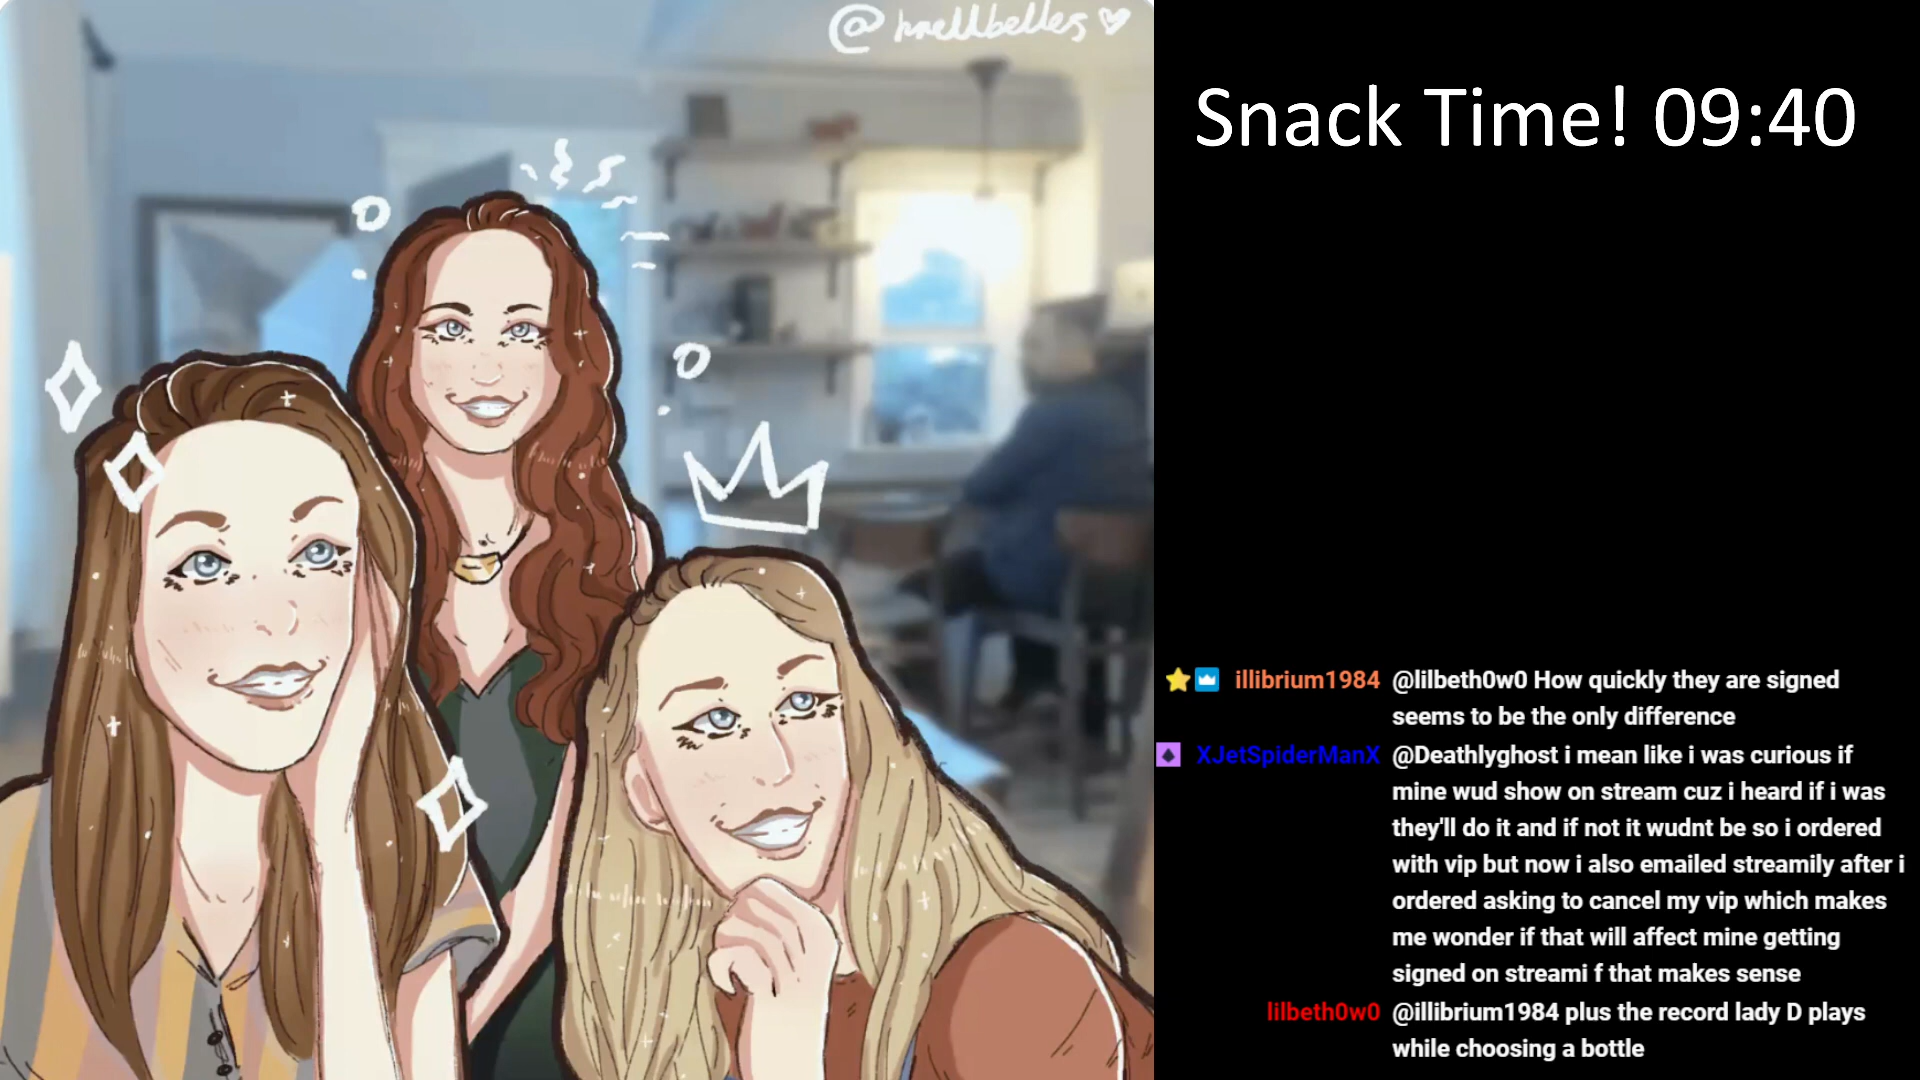 @knellbelles
Snack Time! 09:40
illibrium1984 @lilbeth0w0 How quickly they are signed
seems to be the only difference
XJetSpiderManX @Deathlyghost i mean like i was curious if
mine wud show on stream cuz i heard if i was
they'll do it and if not it wudnt be so i ordered
with vip but now i also emailed streamily after i
ordered asking to cancel my vip which makes
me wonder if that will affect mine getting
signed on streami f that makes sense
lilbeth0w0 @illibrium1984 plus the record lady D plays
while choosing a bottle